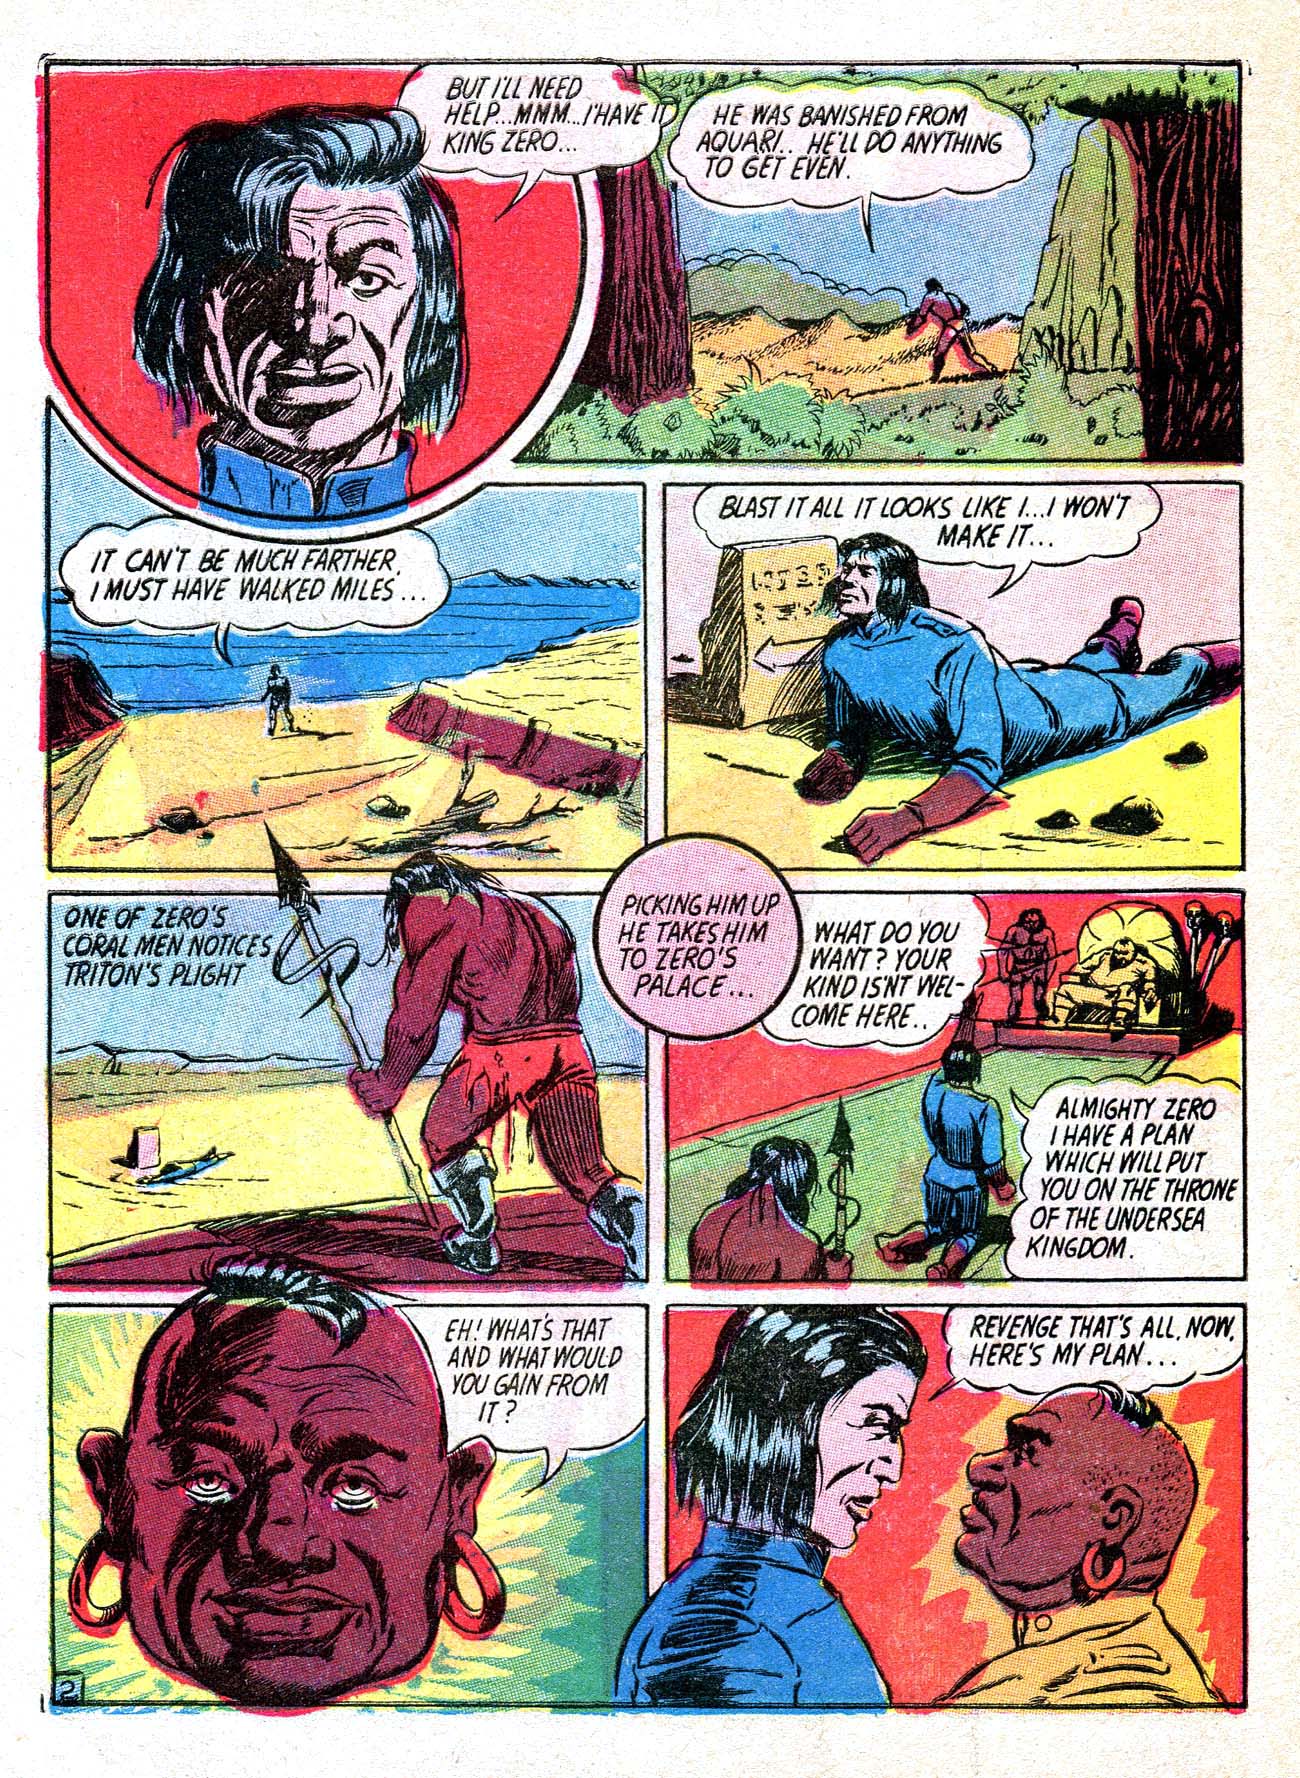 BUT I'LL NEED
HELP...MMM...I HAVE IT
KING ZERO...
HE WAS BANISHED FROM
AQUARI.. HE'LL DO ANYTHING
TO GET EVEN.
IT CAN'T BE MUCH FARTHER,
I MUST HAVE WALKED MILES...
BLAST IT ALL IT LOOKS LIKE I...I WON'T
MAKE IT...
ONE OF ZERO'S
CORAL MEN NOTICES
TRITON'S PLIGHT
PICKING HIM UP
HE TAKES HIM
TO ZERO'S
PALACE...
WHAT DO YOU
WANT? YOUR
KIND ISN'T WEL-
COME HERE..
ALMIGHTY ZERO
I HAVE A PLAN
WHICH WILL PUT
YOU ON THE THRONE
OF THE UNDERSEA
KINGDOM.
EH! WHAT'S THAT
AND WHAT WOULD
YOU GAIN FROM
IT?
REVENGE THAT'S ALL, NOW,
HERE'S MY PLAN...
2